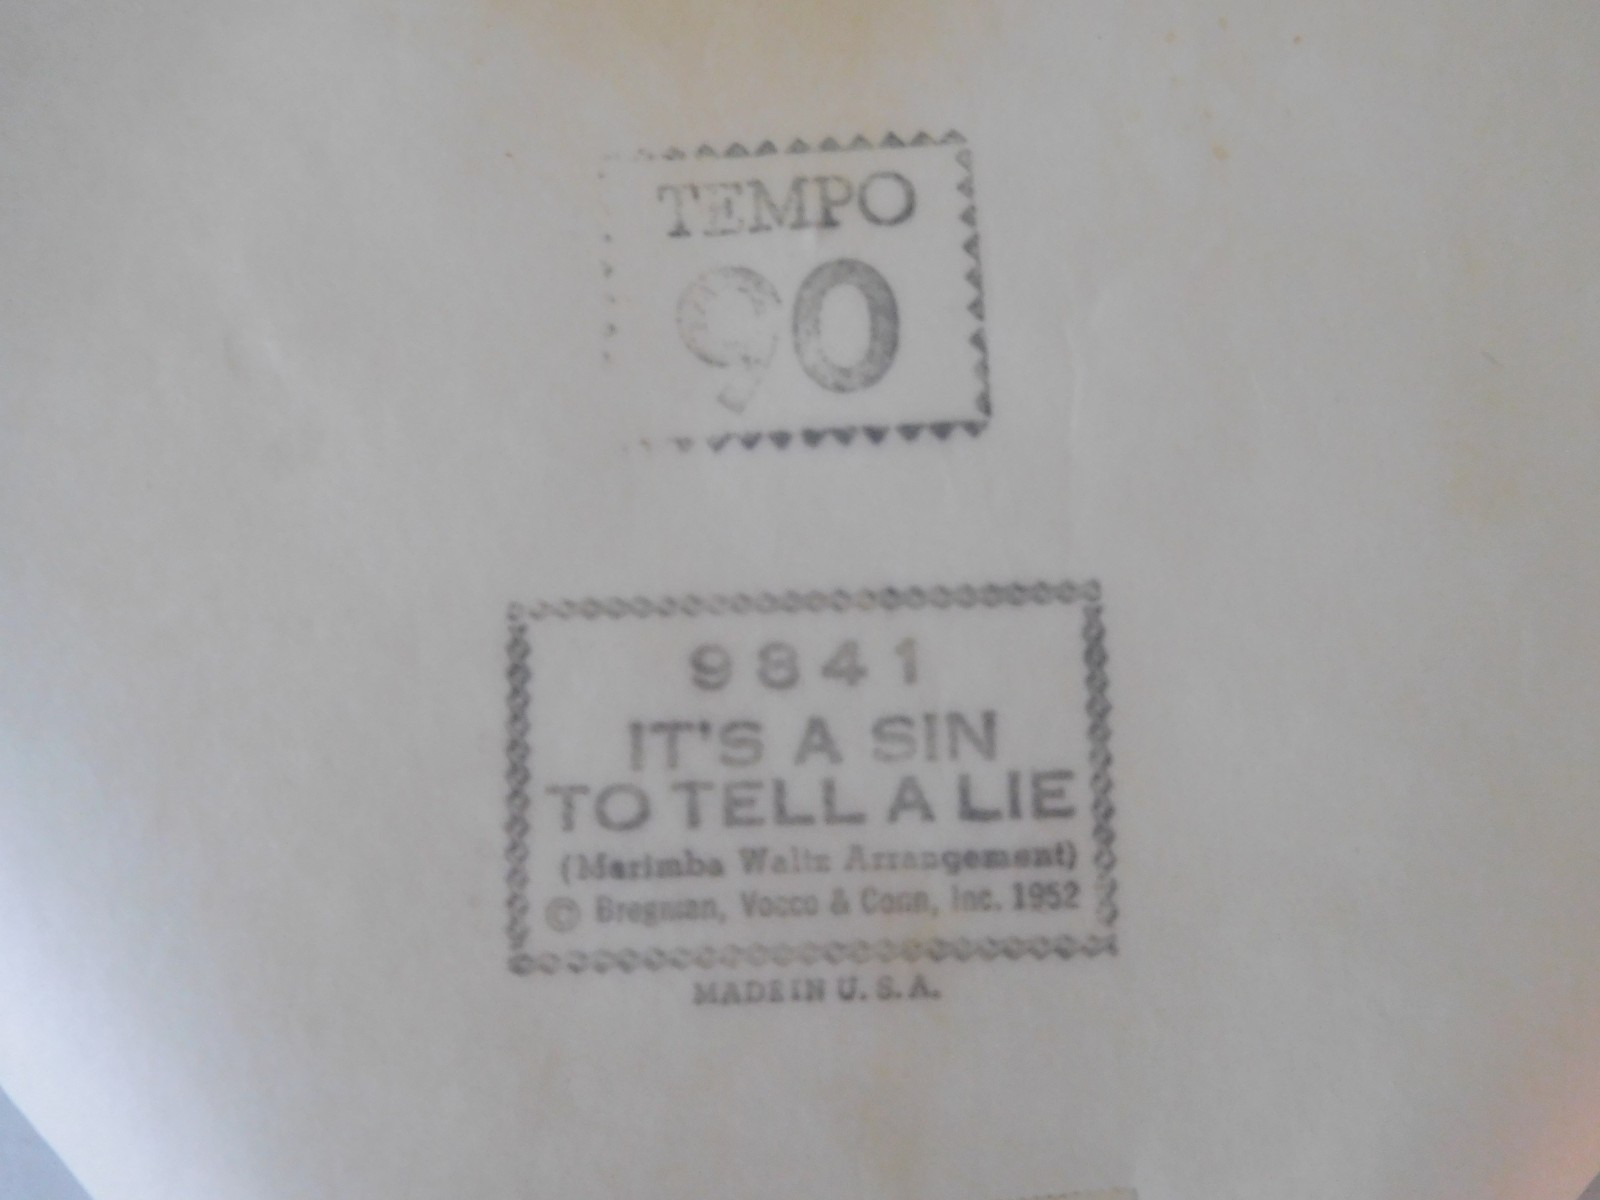 TEMPO
90
9841
IT'S A SIN
TO TELL A LIE
(Marimba Waltz Arrangement)
© Bregman, Vocco & Conn, Inc. 1952
MADE IN U.S.A.